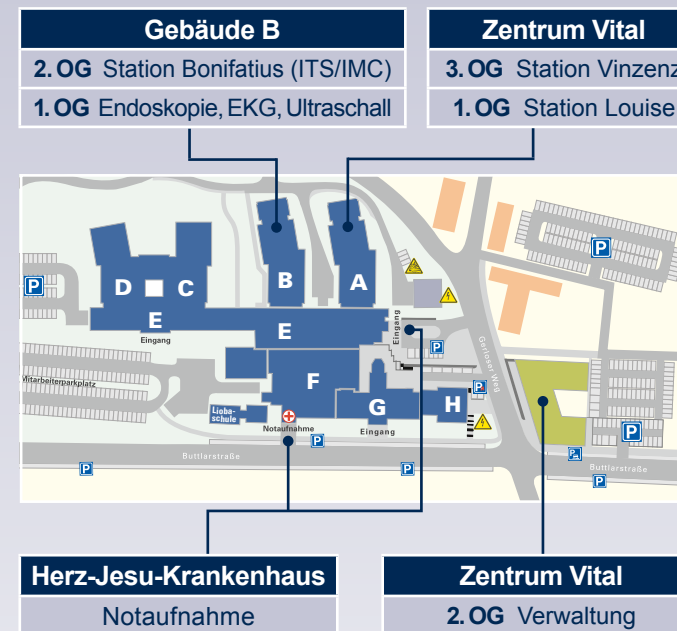 Gebäude B
2. OG Station Bonifatius (ITS/IMC)
1. OG Endoskopie, EKG, Ultraschall
Zentrum Vital
3. OG Station Vinzenz
1. OG Station Louise
P
D
C
B
A
E
Eingang
E
Eingang
P
Gerloser Weg
Mitarbeiterparkplatz
F
P
G
H
Lioba-
schule
Notaufnahme
Eingang
P
P
Buttlarstraße
P
P
P
Buttlarstraße
P
Herz-Jesu-Krankenhaus
Notaufnahme
Zentrum Vital
2. OG Verwaltung